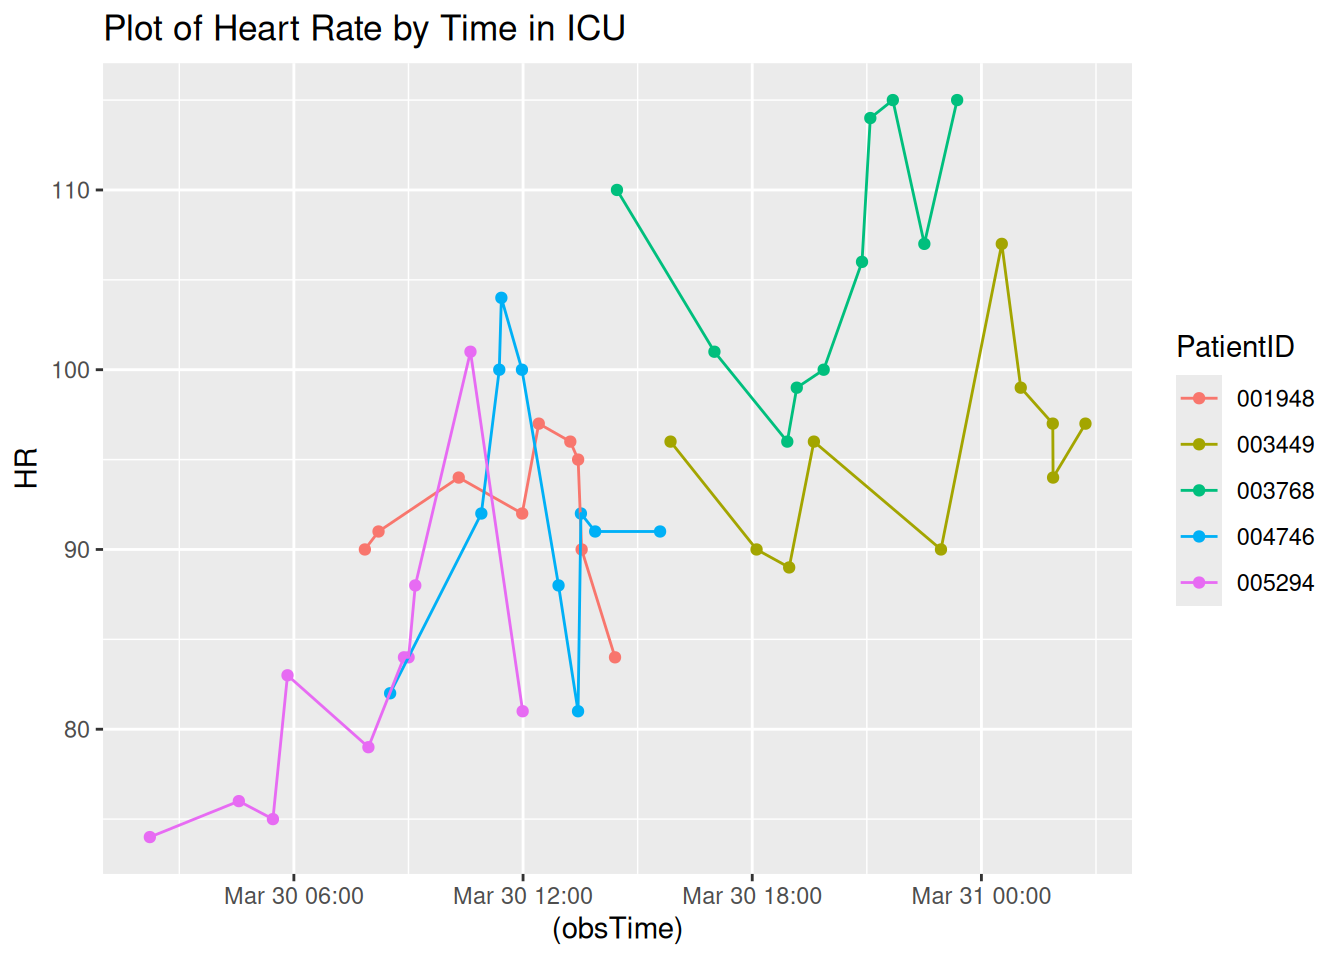 Plot of Heart Rate by Time in ICU
HR
110
100
90
80
Mar 30 06:00 Mar 30 12:00 Mar 30 18:00 Mar 31 00:00
(obsTime)
PatientID
001948
003449
003768
004746
005294